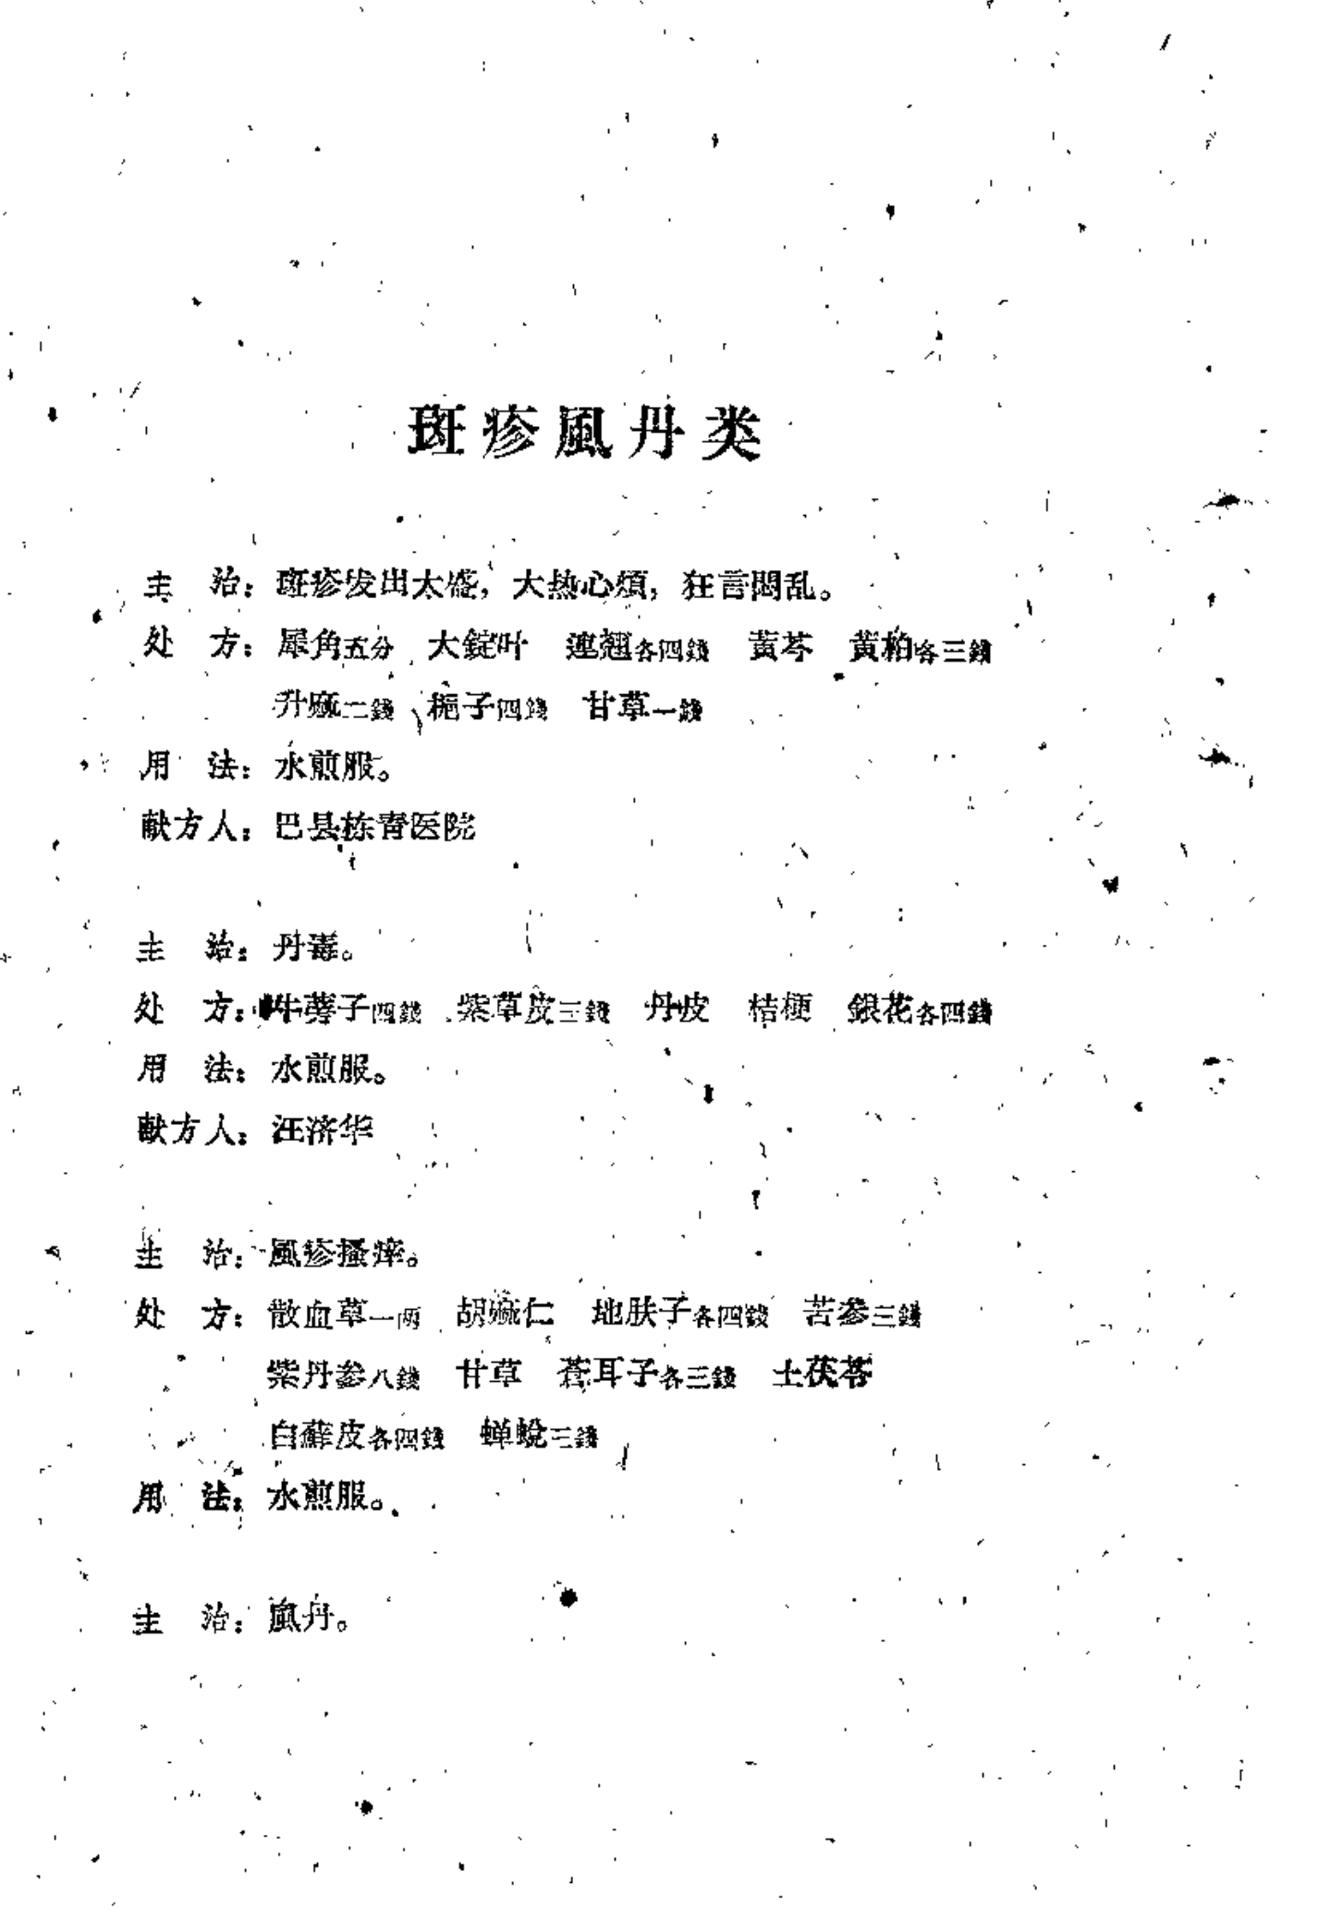 斑疹風丹类
主　治：斑疹发出太盛，大热心煩，狂言悶乱。
处　方：犀角五分　大錠叶　連翹各四錢　黃芩　黃柏各三錢
升麻二錢　梔子四錢　甘草一錢
用　法：水煎服。
献方人：巴县栋青医院
主　治：丹毒。
处　方：牛蒡子四錢　紫草皮三錢　丹皮　桔梗　銀花各四錢
用　法：水煎服。
献方人：汪济华
主　治：風疹搔痒。
处　方：散血草一两　胡麻仁　地肤子各四錢　苦参三錢
紫丹参八錢　甘草　蒼耳子各三錢　土茯苓
白蘚皮各四錢　蝉蛻三錢
用　法：水煎服。
主　治：風丹。